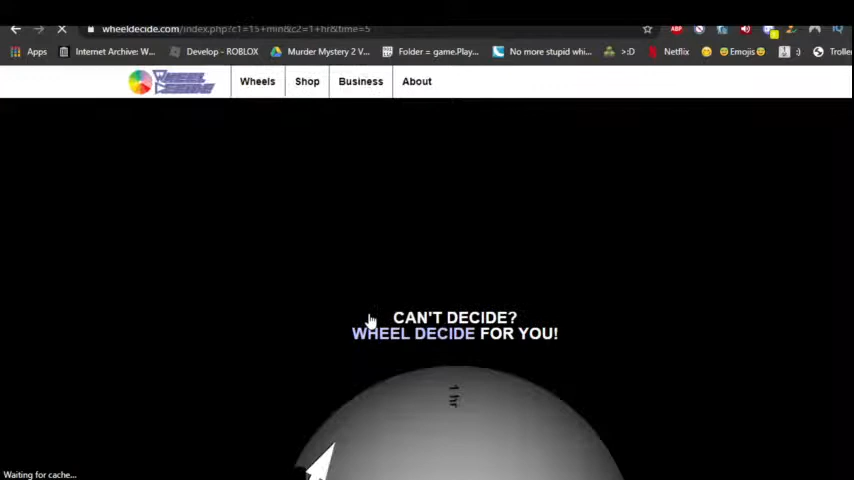 wheeldecide.com/index.php?c1=15+min&c2=1+hr&time=5
Apps Internet Archive: W... Develop - ROBLOX Murder Mystery 2 V... Folder = game.Play... No more stupid whi... >:D Netflix 😅Emojis😅 :) Troller
WHEEL DECIDE Wheels Shop Business About
CAN'T DECIDE?
WHEEL DECIDE FOR YOU!
1 hr
Waiting for cache...